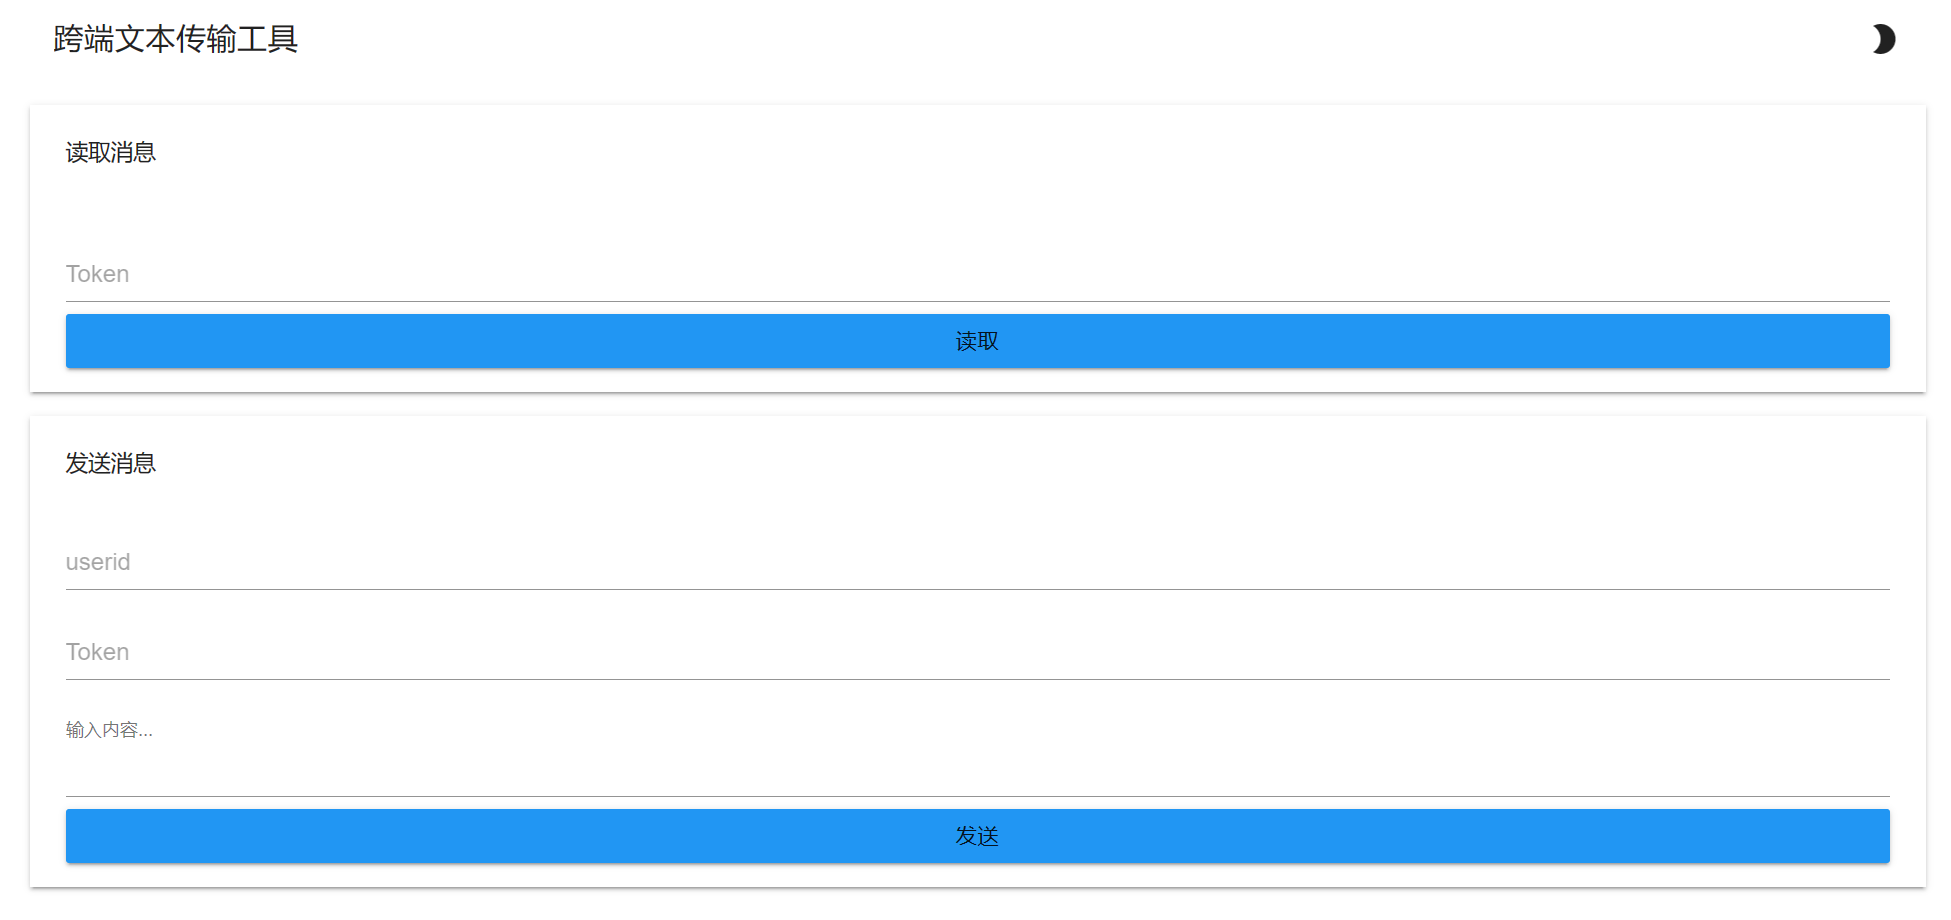 跨端文本传输工具
读取消息
Token
读取
发送消息
userid
Token
输入内容...
发送